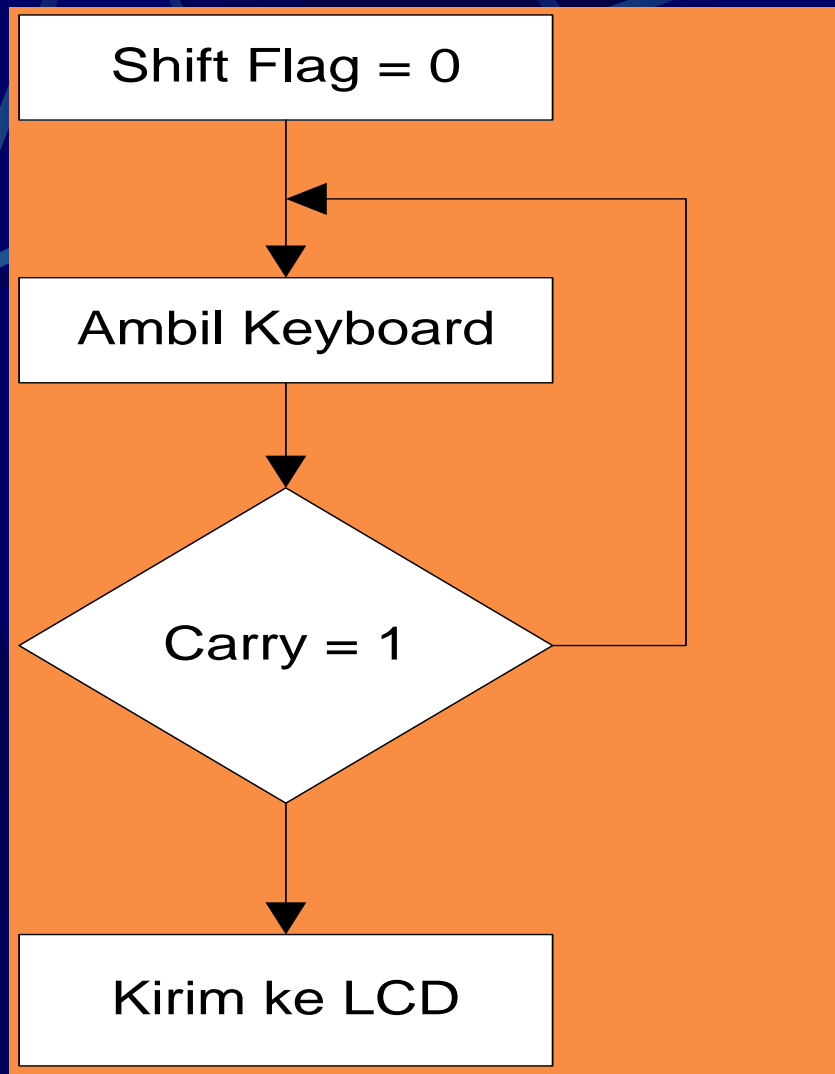 Shift Flag = 0
Ambil Keyboard
Carry = 1
Kirim ke LCD